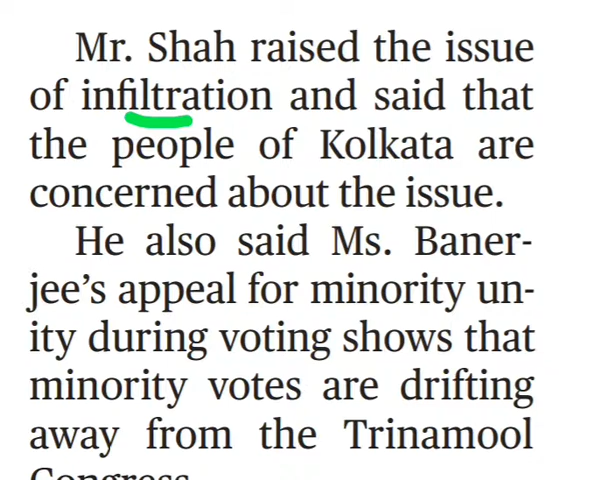 Mr. Shah raised the issue
of infiltration and said that
the people of Kolkata are
concerned about the issue.
He also said Ms. Baner-
jee’s appeal for minority un-
ity during voting shows that
minority votes are drifting
away from the Trinamool
Congress